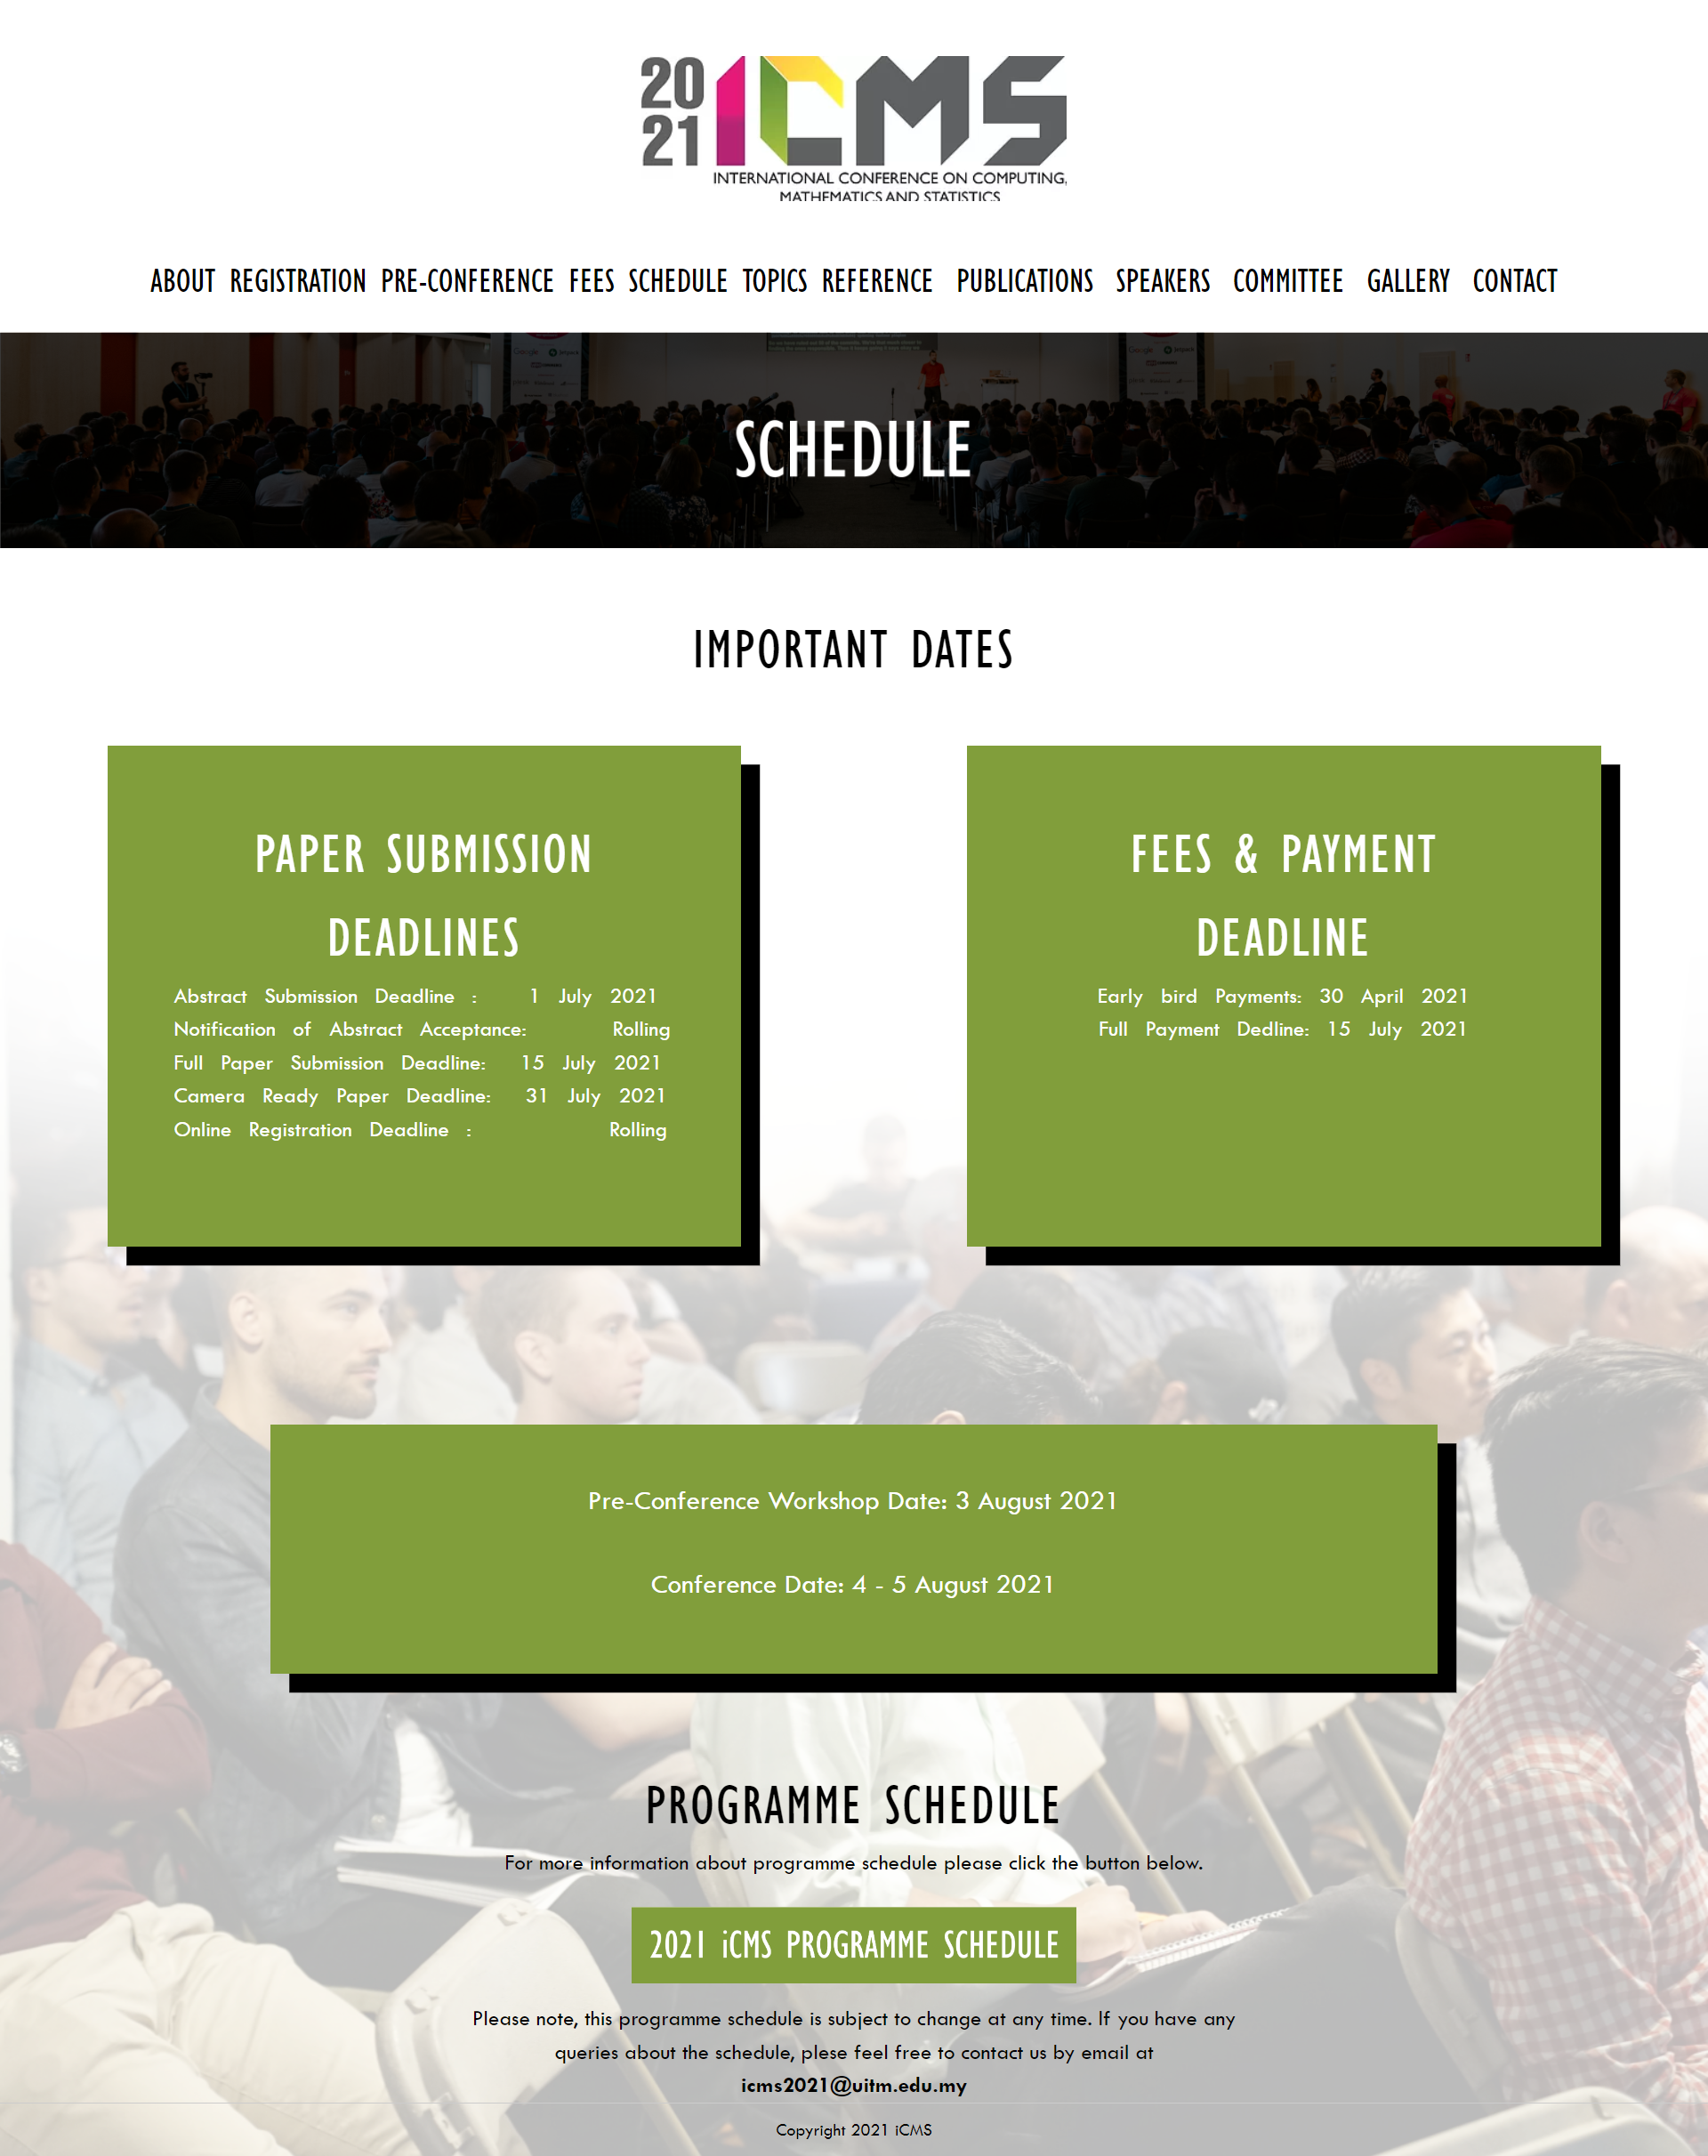 20
21
iCMS
INTERNATIONAL CONFERENCE ON COMPUTING,
MATHEMATICS AND STATISTICS
ABOUT REGISTRATION PRE-CONFERENCE FEES SCHEDULE TOPICS REFERENCE PUBLICATIONS SPEAKERS COMMITTEE GALLERY CONTACT
Google jetpack
SCHEDULE
IMPORTANT DATES
PAPER SUBMISSION
DEADLINES
Abstract Submission Deadline : 1 July 2021
Notification of Abstract Acceptance: Rolling
Full Paper Submission Deadline: 15 July 2021
Camera Ready Paper Deadline: 31 July 2021
Online Registration Deadline : Rolling
FEES & PAYMENT
DEADLINE
Early bird Payments: 30 April 2021
Full Payment Dedline: 15 July 2021
Pre-Conference Workshop Date: 3 August 2021
Conference Date: 4 - 5 August 2021
PROGRAMME SCHEDULE
For more information about programme schedule please click the button below.
2021 iCMS PROGRAMME SCHEDULE
Please note, this programme schedule is subject to change at any time. If you have any
queries about the schedule, plese feel free to contact us by email at
icms2021@uitm.edu.my
Copyright 2021 iCMS